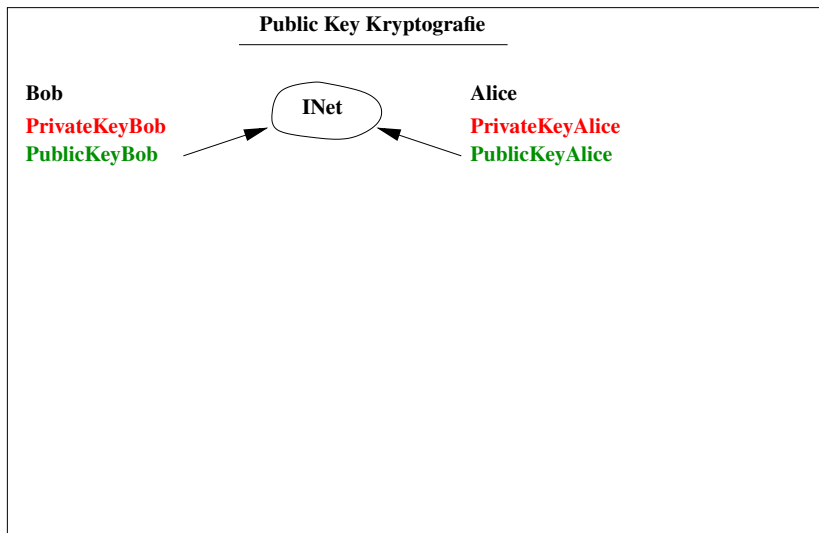 Public Key Kryptografie
Bob
PrivateKeyBob
PublicKeyBob
INet
Alice
PrivateKeyAlice
PublicKeyAlice